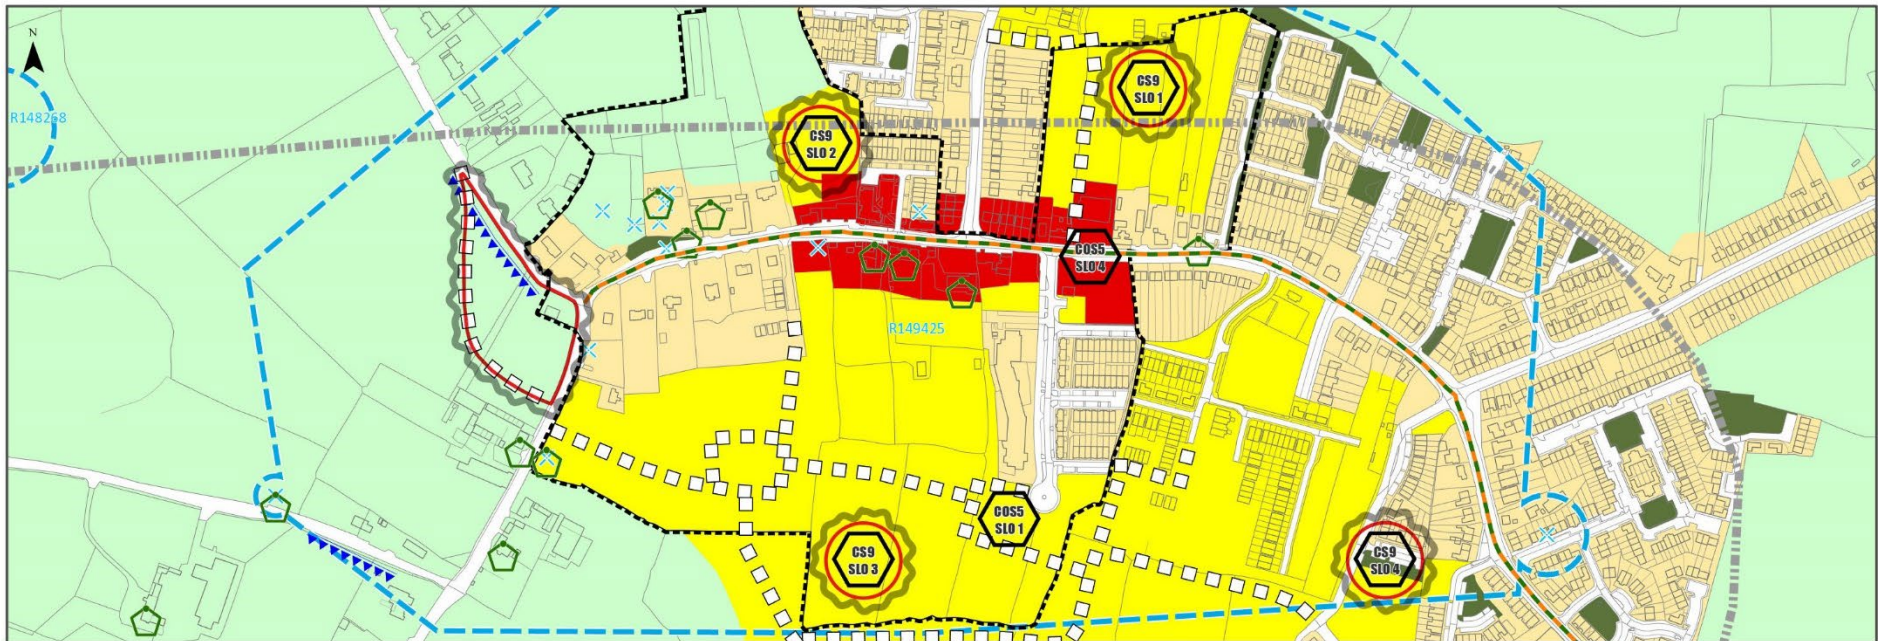 N
R148268
CS9
SLO 1
CS9
SLO 2
COS5
SLO 4
R149425
COS5
SLO 1
CS9
SLO 3
CS9
SLO 4